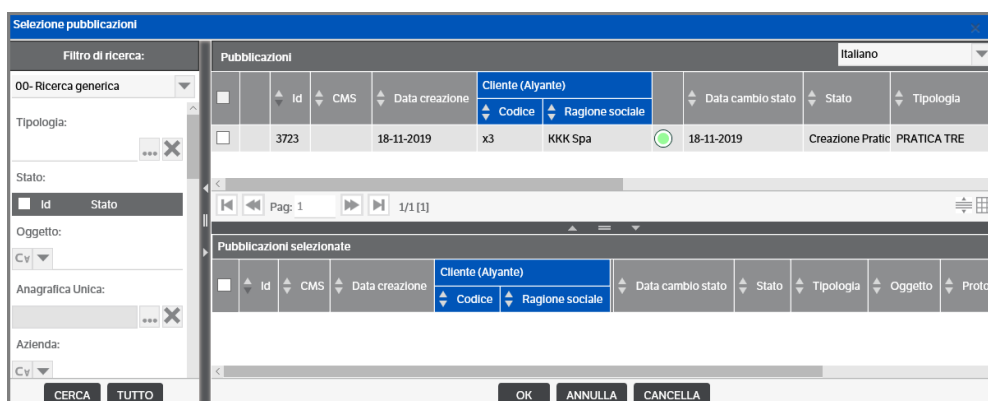 Selezione pubblicazioni
Filtro di ricerca:
00- Ricerca generica
Tipologia:
...
Stato:
Id Stato
Oggetto:
C∀
Anagrafica Unica:
...
Azienda:
C∀
CERCA TUTTO
Pubblicazioni Italiano
Id CMS Data creazione Cliente (Alyante) Codice Ragione sociale Data cambio stato Stato Tipologia
3723 18-11-2019 x3 KKK Spa 18-11-2019 Creazione Pratic PRATICA TRE
Pag: 1 1/1 [1]
Pubblicazioni selezionate
Id CMS Data creazione Cliente (Alyante) Codice Ragione sociale Data cambio stato Stato Tipologia Oggetto Proto
OK ANNULLA CANCELLA